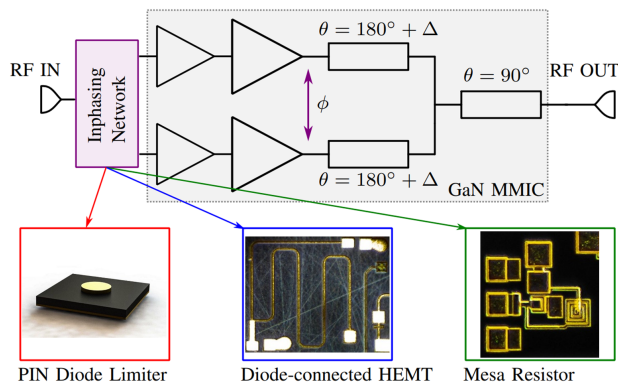 θ = 180° + Δ
RF IN
Inphasing
Network
ϕ
θ = 90°
RF OUT
θ = 180° + Δ
GaN MMIC
PIN Diode Limiter
Diode-connected HEMT
Mesa Resistor